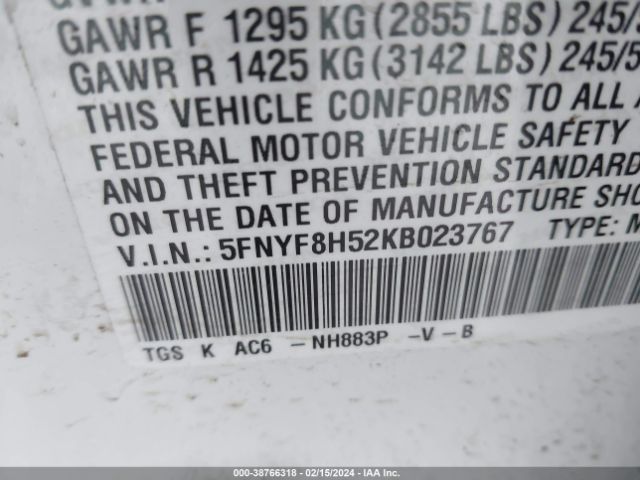 GAWR F 1295 KG (2855 LBS) 245/
GAWR R 1425 KG (3142 LBS) 245/5
THIS VEHICLE CONFORMS TO ALL A
FEDERAL MOTOR VEHICLE SAFETY
AND THEFT PREVENTION STANDARD
ON THE DATE OF MANUFACTURE SHO
V.I.N.: 5FNYF8H52KB023767 TYPE: M
TGS K AC6 - NH883P -V-B
000-38766318 - 02/15/2024 - IAA Inc.